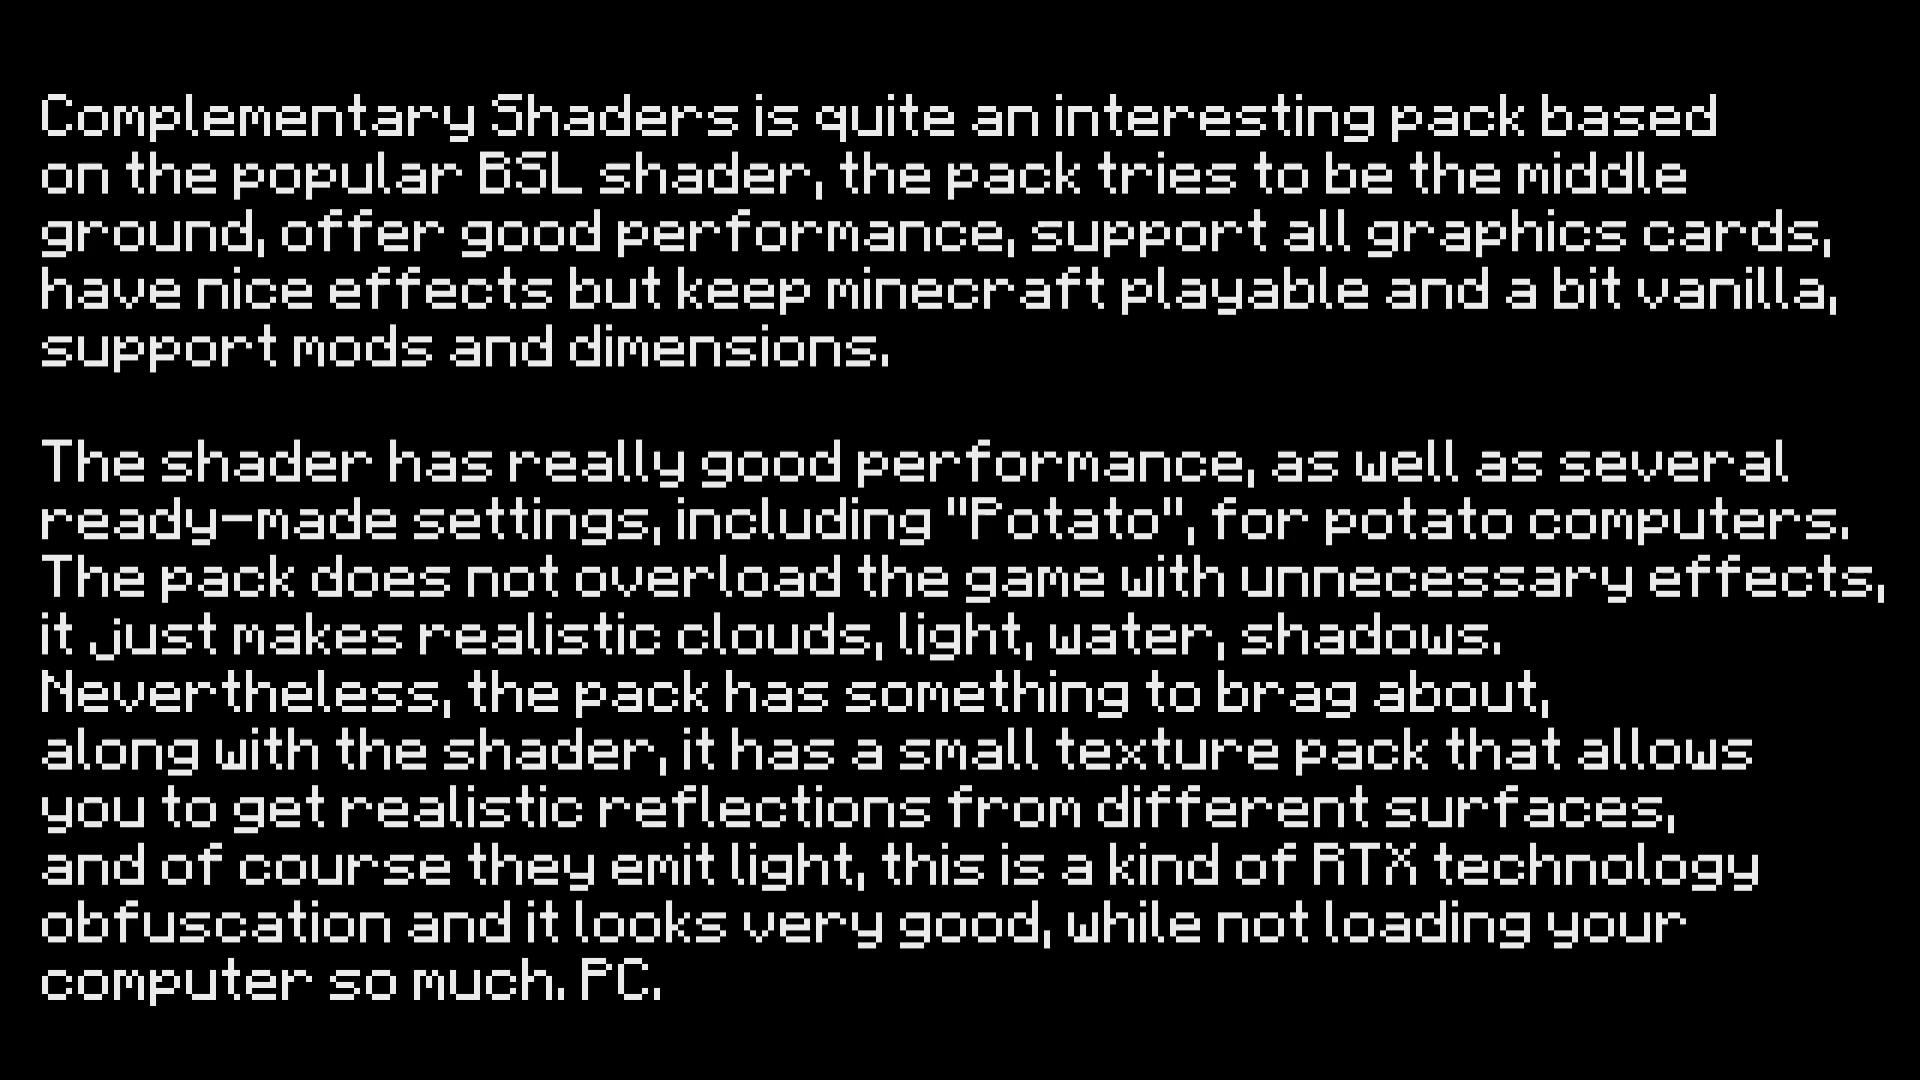 Complementary Shaders is quite an interesting pack based
on the popular BSL shader, the pack tries to be the middle
ground, offer good performance, support all graphics cards,
have nice effects but keep minecraft playable and a bit vanilla,
support mods and dimensions.
The shader has really good performance, as well as several
ready-made settings, including "Potato", for potato computers.
The pack does not overload the game with unnecessary effects,
it just makes realistic clouds, light, water, shadows.
Nevertheless, the pack has something to brag about,
along with the shader, it has a small texture pack that allows
you to get realistic reflections from different surfaces,
and of course they emit light, this is a kind of RTX technology
obfuscation and it looks very good, while not loading your
computer so much. PC.